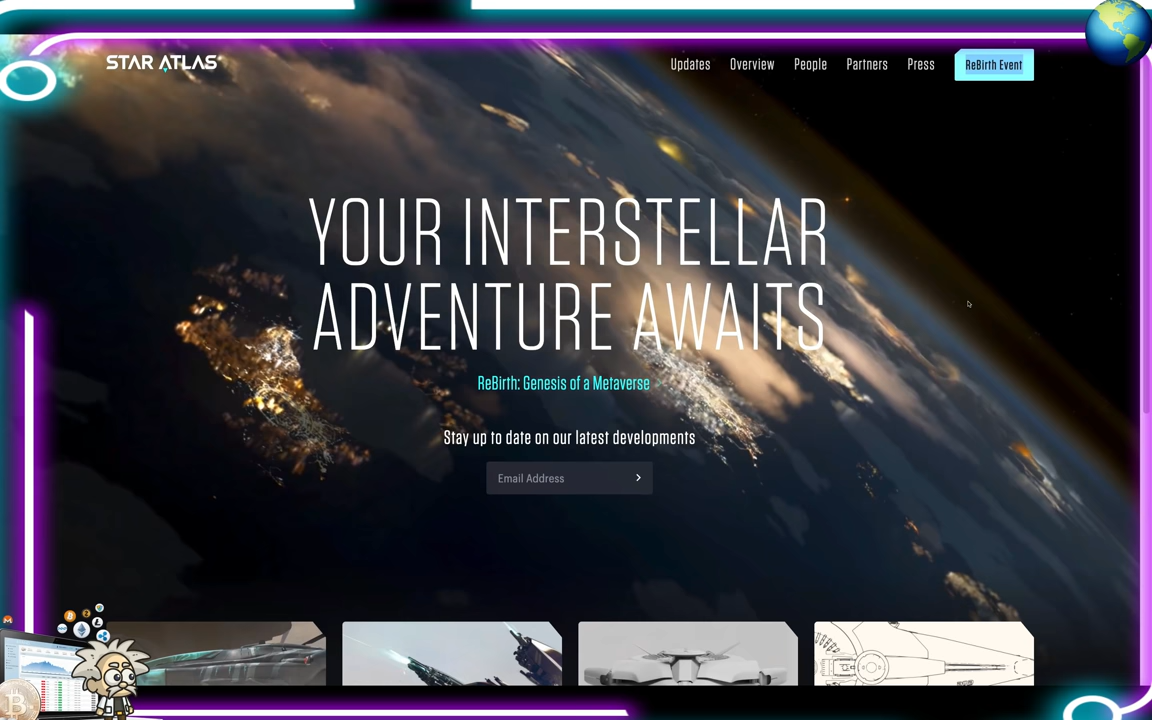 STAR ATLAS
Updates
Overview
People
Partners
Press
ReBirth Event
YOUR INTERSTELLAR
ADVENTURE AWAITS
ReBirth: Genesis of a Metaverse
Stay up to date on our latest developments
Email Address